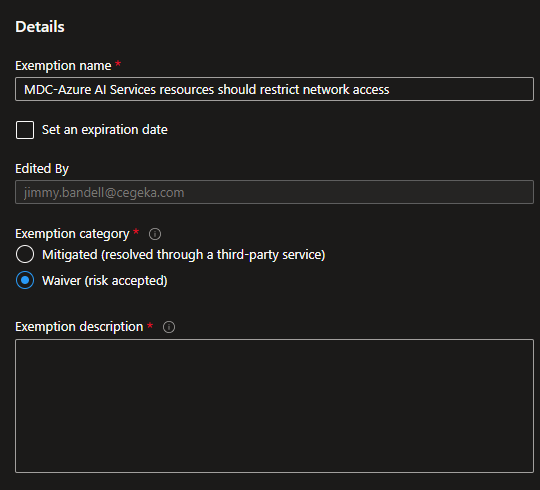 Details
Exemption name *
MDC-Azure AI Services resources should restrict network access
Set an expiration date
Edited By
jimmy.bandell@cegeka.com
Exemption category *
Mitigated (resolved through a third-party service)
Waiver (risk accepted)
Exemption description *